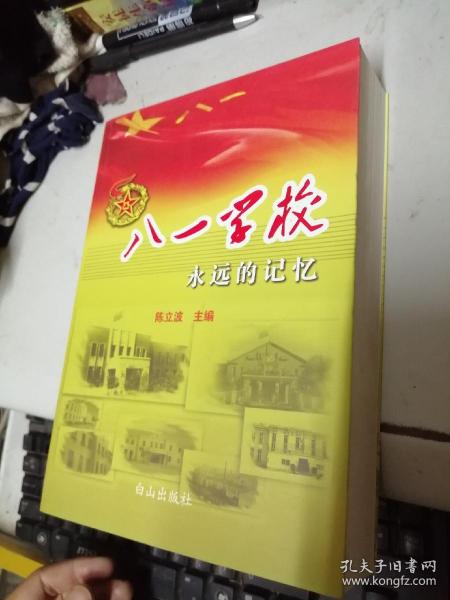 八一
八一学校
永远的记忆
陈立波 主编
白山出版社
孔夫子旧书网
www.kongfz.com